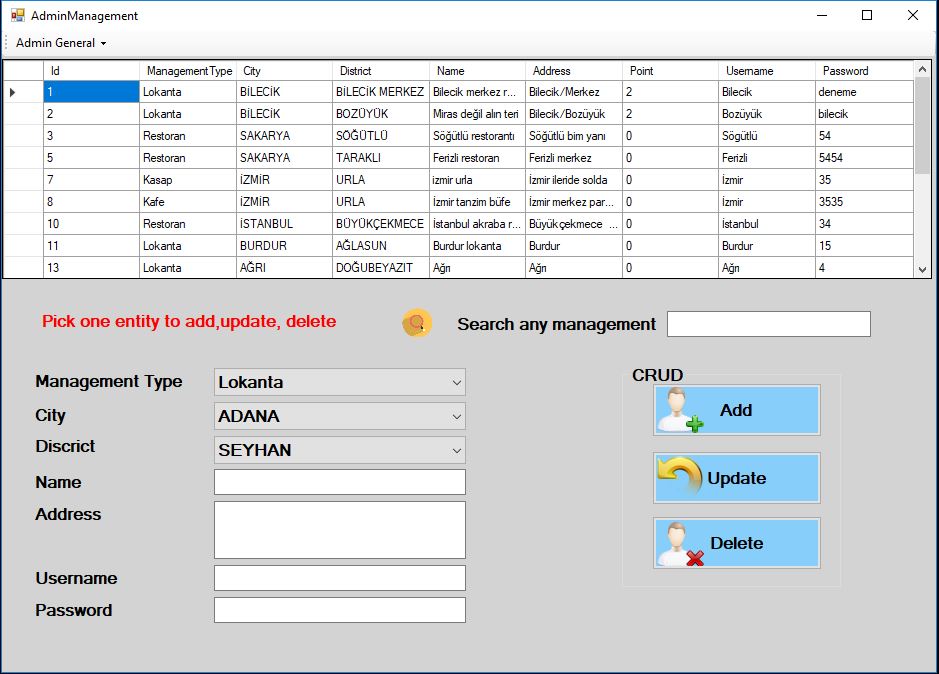 AdminManagement
Admin General
Id ManagementType City District Name Address Point Username Password
1 Lokanta BİLECİK BİLECİK MERKEZ Bilecik merkez r... Bilecik/Merkez 2 Bilecik deneme
2 Lokanta BİLECİK BOZÜYÜK Miras değil alın teri Bilecik/Bozüyük 2 Bozüyük bilecik
3 Restoran SAKARYA SÖĞÜTLÜ Söğütlü restorantı Söğütlü bim yanı 0 Sögütlü 54
5 Restoran SAKARYA TARAKLI Ferizli restoran Ferizli merkez 0 Ferizli 5454
7 Kasap İZMİR URLA izmir urla İzmir ileride solda 0 İzmir 35
8 Kafe İZMİR URLA İzmir tanzim büfe İzmir merkez par... 0 İzmir 3535
10 Restoran İSTANBUL BÜYÜKÇEKMECE İstanbul akraba r... Büyükçekmece ... 0 İstanbul 34
11 Lokanta BURDUR AĞLASUN Burdur lokanta Burdur 0 Burdur 15
13 Lokanta AĞRI DOĞUBEYAZIT Ağrı Ağrı 0 Ağrı 4
Pick one entity to add,update, delete
Search any management
Management Type Lokanta
City ADANA
Discrict SEYHAN
Name
Address
Username
Password
CRUD
Add
Update
Delete